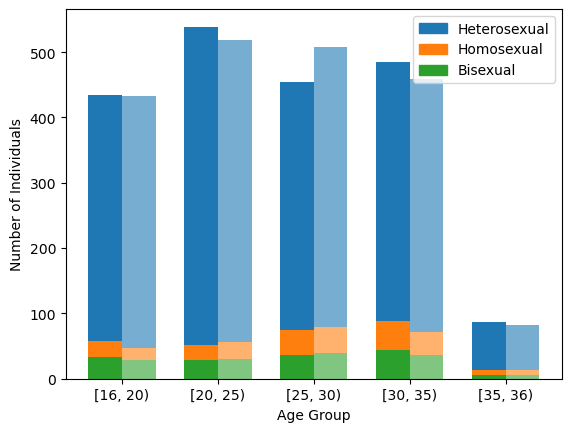 Heterosexual
Homosexual
Bisexual
Number of Individuals
500
400
300
200
100
0
[16, 20)
[20, 25)
[25, 30)
[30, 35)
[35, 36)
Age Group